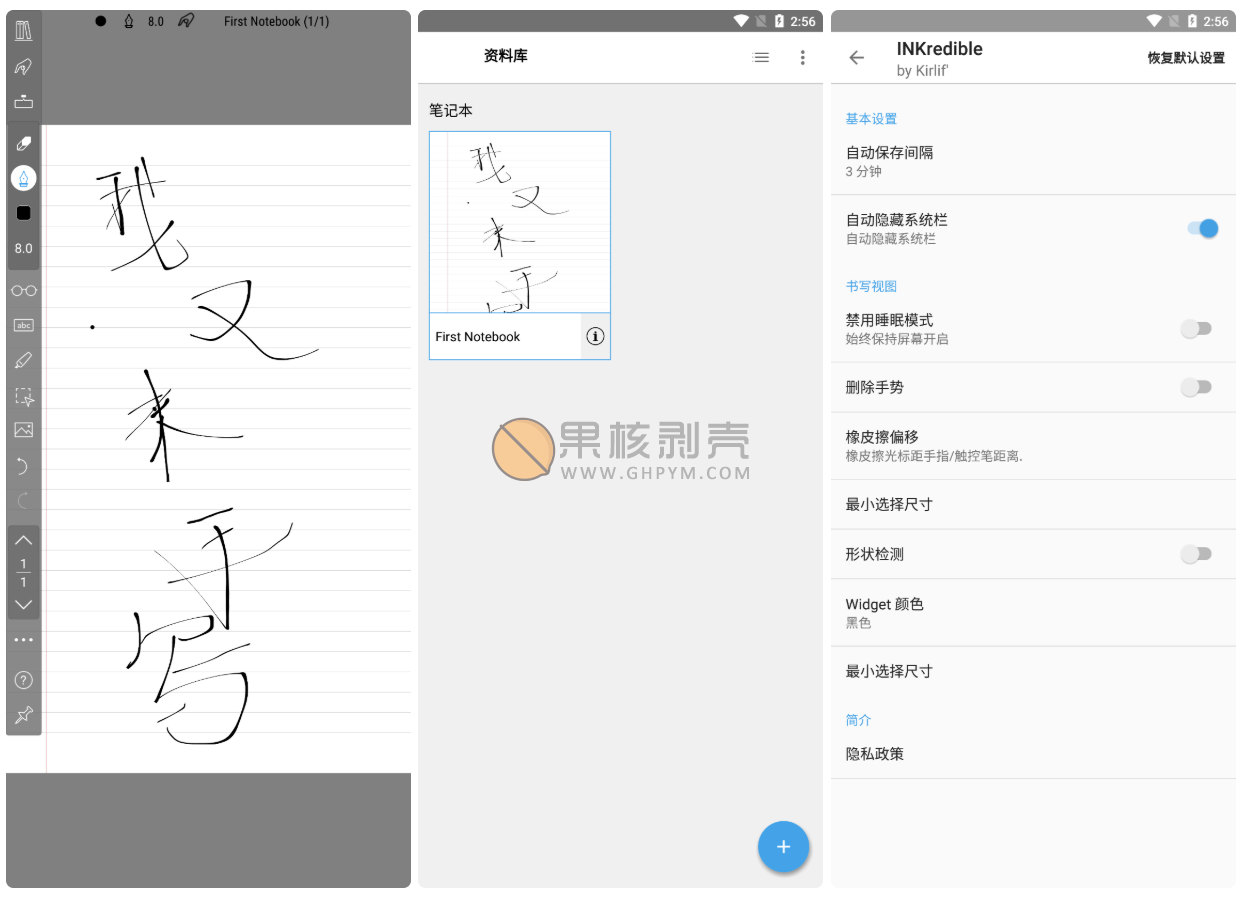 8.0
First Notebook (1/1)
abc
8.0
1
1
我
又
来
手
写
2:56
资料库
笔记本
First Notebook
果核剥壳
WWW.GHPYM.COM
2:56
INKredible
by Kirlif'
恢复默认设置
基本设置
自动保存间隔
3 分钟
自动隐藏系统栏
自动隐藏系统栏
书写视图
禁用睡眠模式
始终保持屏幕开启
删除手势
橡皮擦偏移
橡皮擦光标距手指/触控笔距离.
最小选择尺寸
形状检测
Widget 颜色
黑色
最小选择尺寸
简介
隐私政策